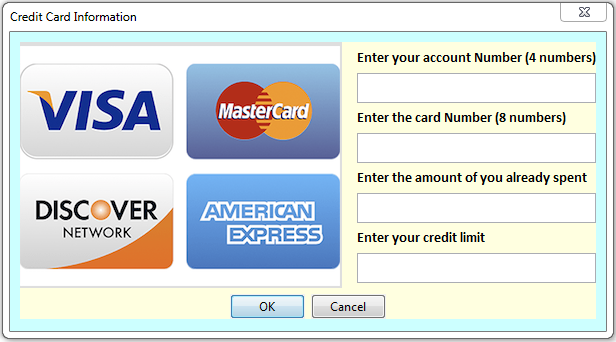 Credit Card Information
VISA
MasterCard
DISCOVER
NETWORK
AMERICAN
EXPRESS
Enter your account Number (4 numbers)
Enter the card Number (8 numbers)
Enter the amount of you already spent
Enter your credit limit
OK
Cancel